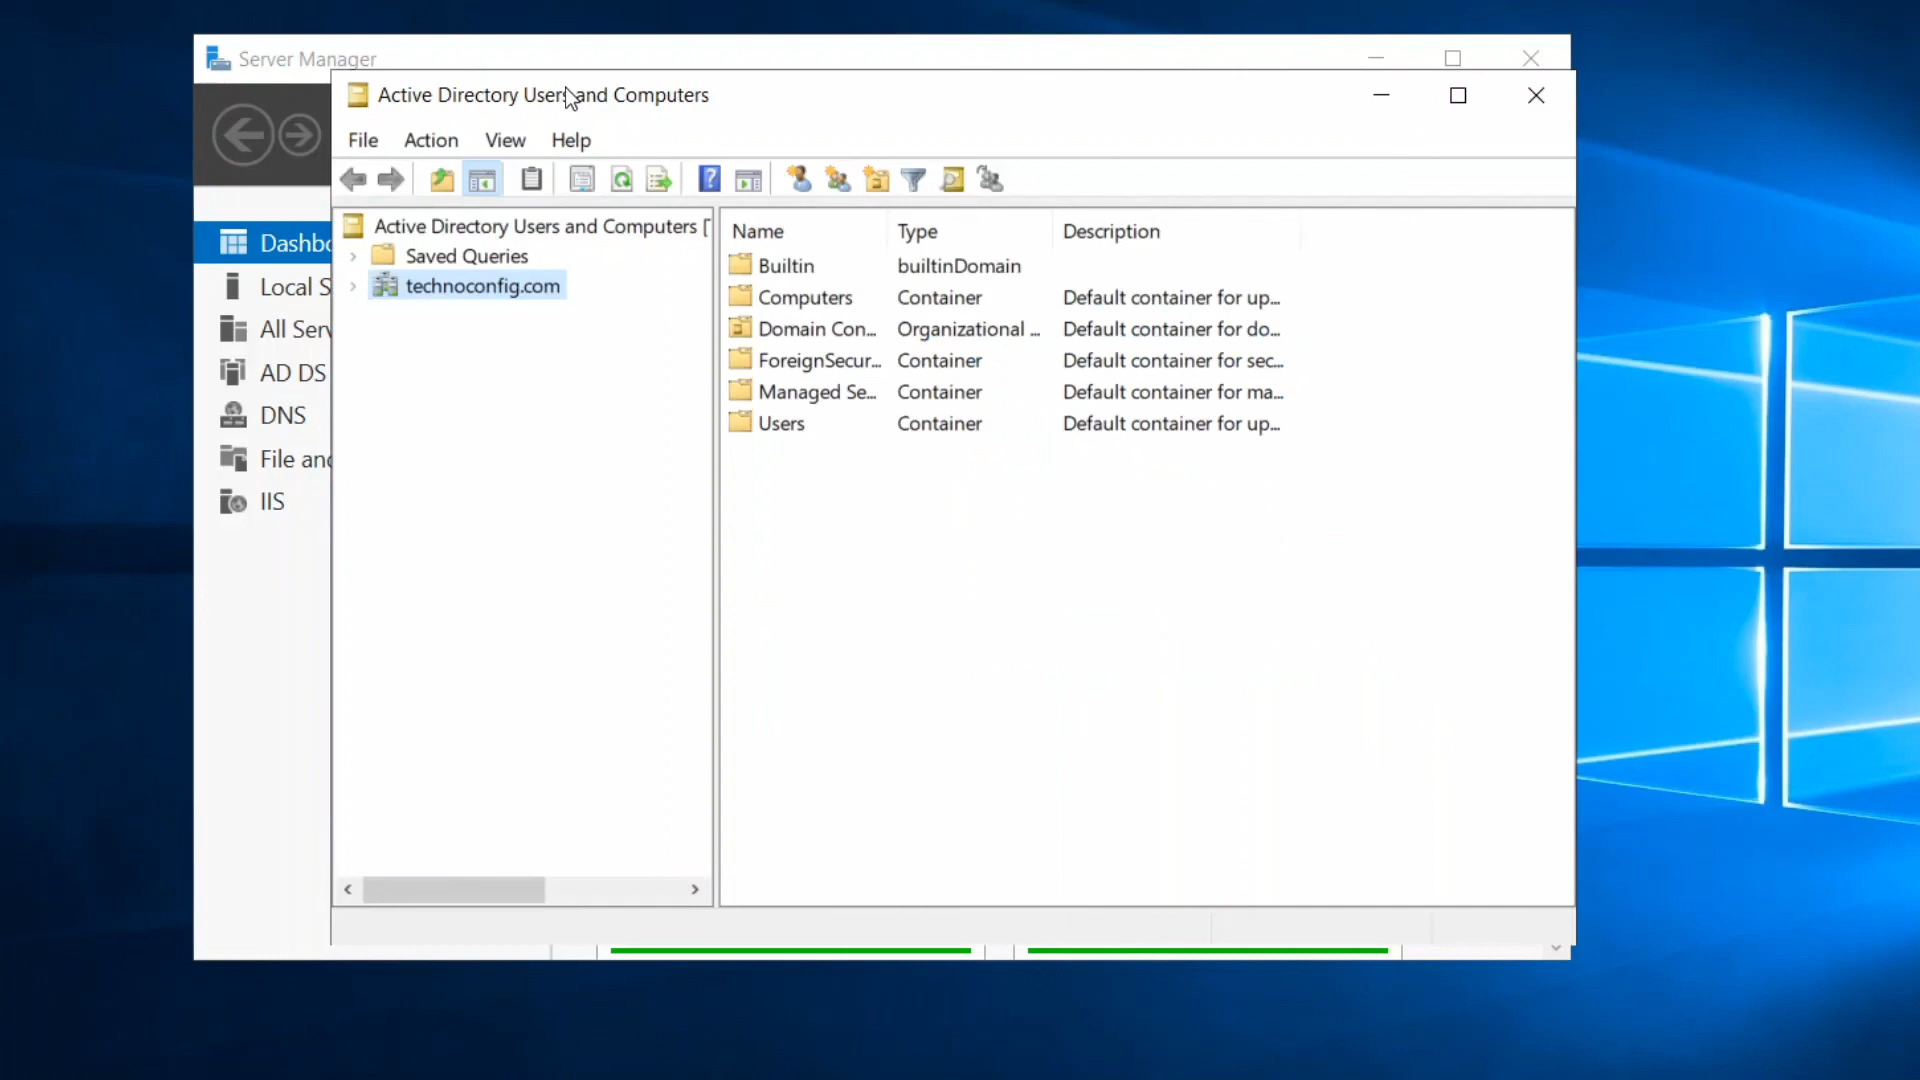 Server Manager
Active Directory Users and Computers
File Action View Help
Dashbo
Local S
All Serv
AD DS
DNS
File and
IIS
Active Directory Users and Computers [
Saved Queries
technoconfig.com
Name Type Description
Builtin builtinDomain
Computers Container Default container for up...
Domain Con... Organizational ... Default container for do...
ForeignSecur... Container Default container for sec...
Managed Se... Container Default container for ma...
Users Container Default container for up...